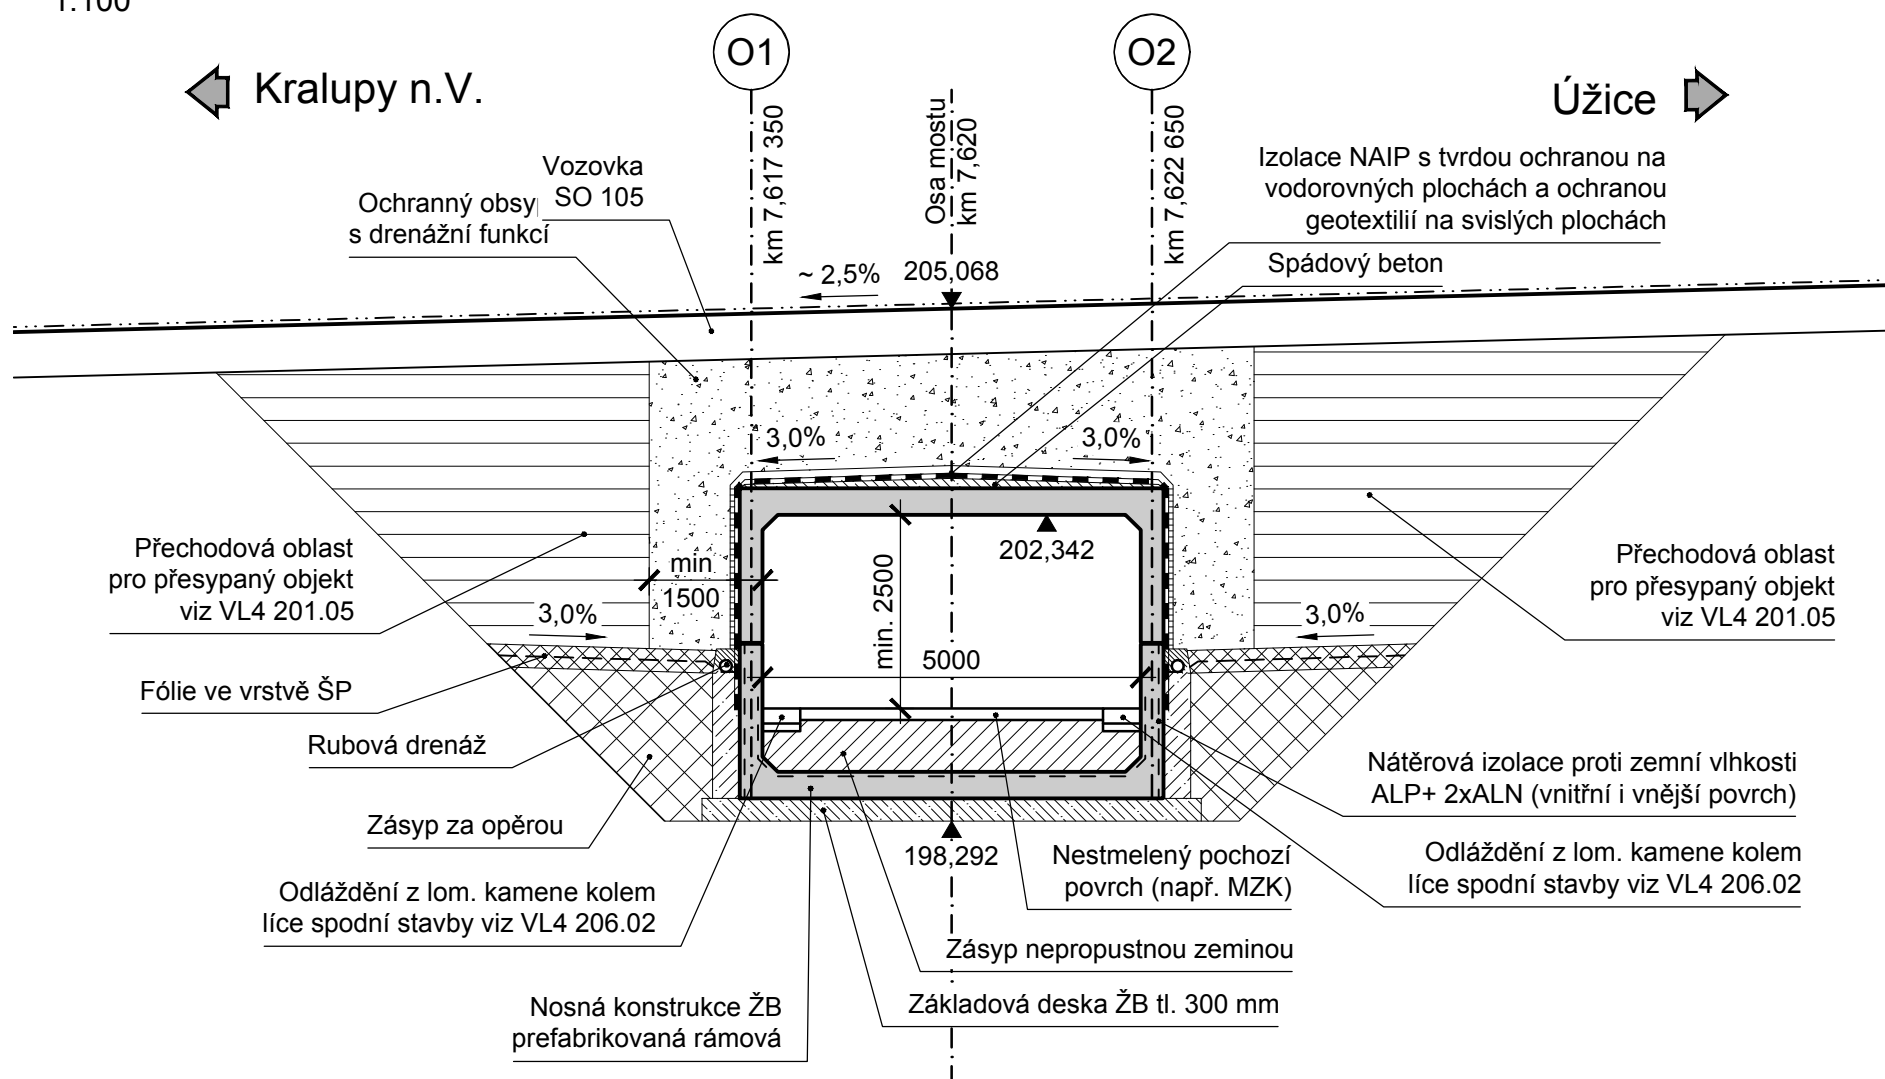 1:100
O1
O2
Kralupy n.V.
Úžice
km 7,617 350
Osa mostu
km 7,620
km 7,622 650
Vozovka
SO 105
Ochranný obsy
s drenážní funkcí
Izolace NAIP s tvrdou ochranou na
vodorovných plochách a ochranou
geotextilií na svislých plochách
Spádový beton
~ 2,5%
205,068
3,0%
3,0%
202,342
min
1500
min. 2500
5000
Přechodová oblast
pro přesypaný objekt
viz VL4 201.05
Přechodová oblast
pro přesypaný objekt
viz VL4 201.05
3,0%
3,0%
Fólie ve vrstvě ŠP
Rubová drenáž
Zásyp za opěrou
Nátěrová izolace proti zemní vlhkosti
ALP+ 2xALN (vnitřní i vnější povrch)
198,292
Nestmelený pochozí
povrch (např. MZK)
Odláždění z lom. kamene kolem
líce spodní stavby viz VL4 206.02
Odláždění z lom. kamene kolem
líce spodní stavby viz VL4 206.02
Zásyp nepropustnou zeminou
Základová deska ŽB tl. 300 mm
Nosná konstrukce ŽB
prefabrikovaná rámová